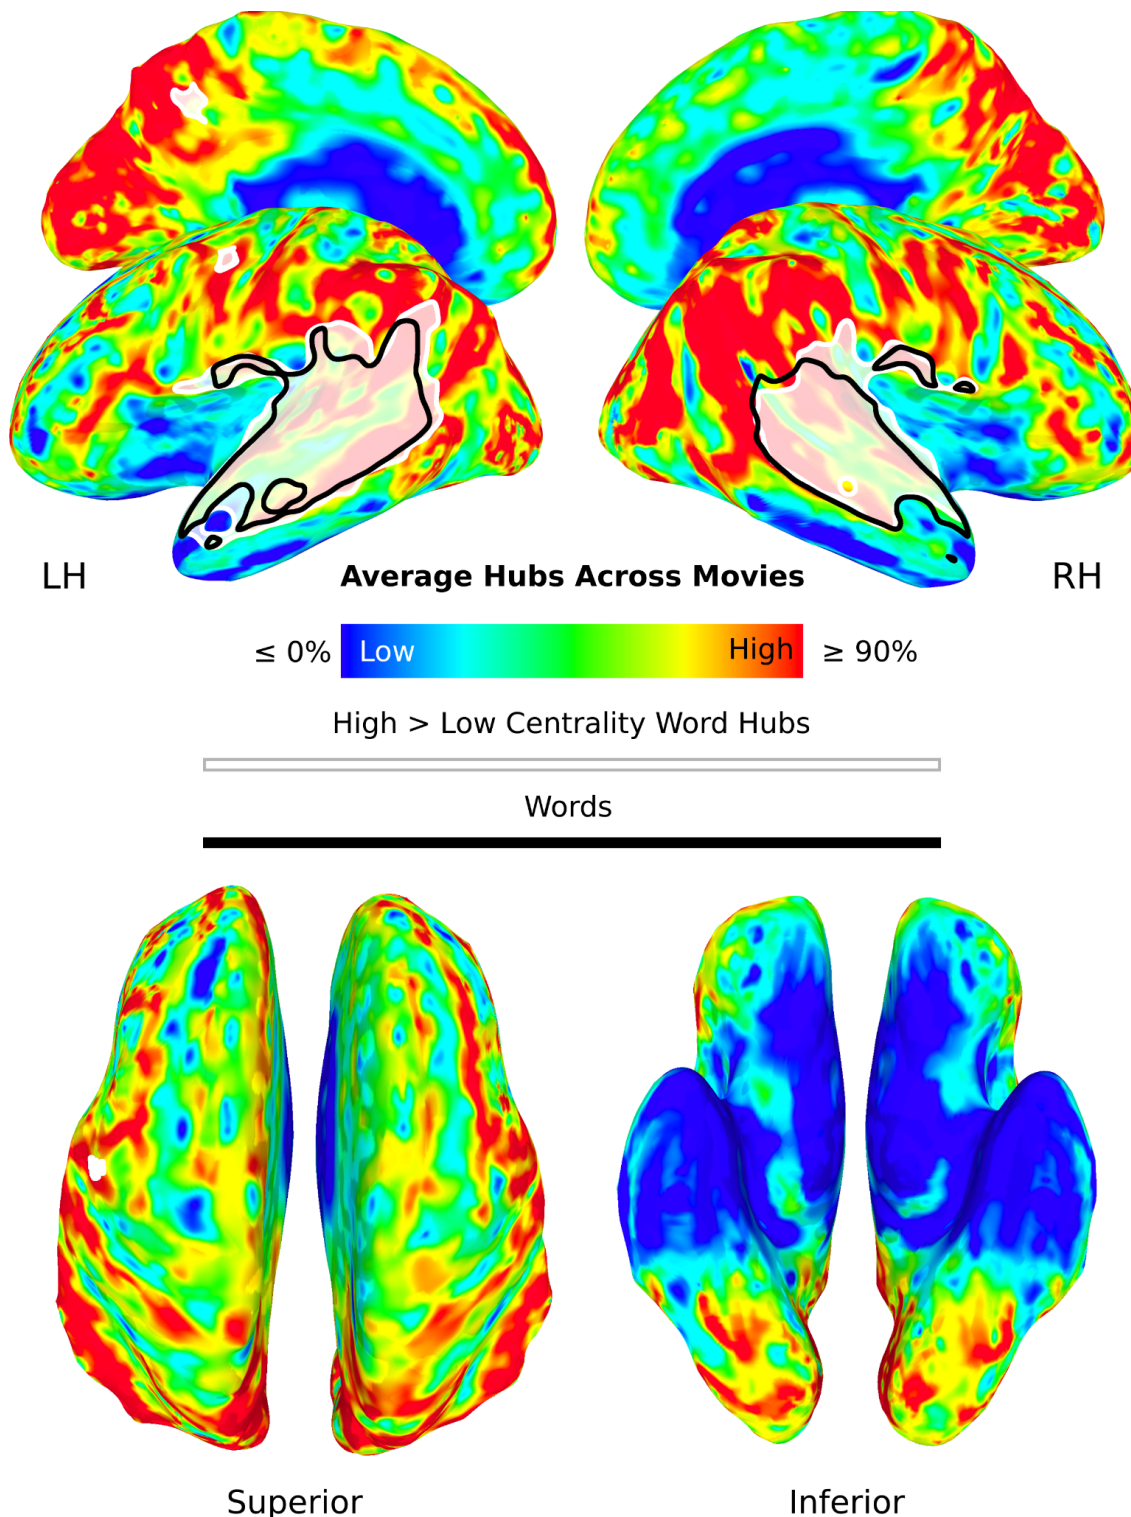 LH
Average Hubs Across Movies
RH
≤ 0% Low High ≥ 90%
High > Low Centrality Word Hubs
Words
Superior
Inferior